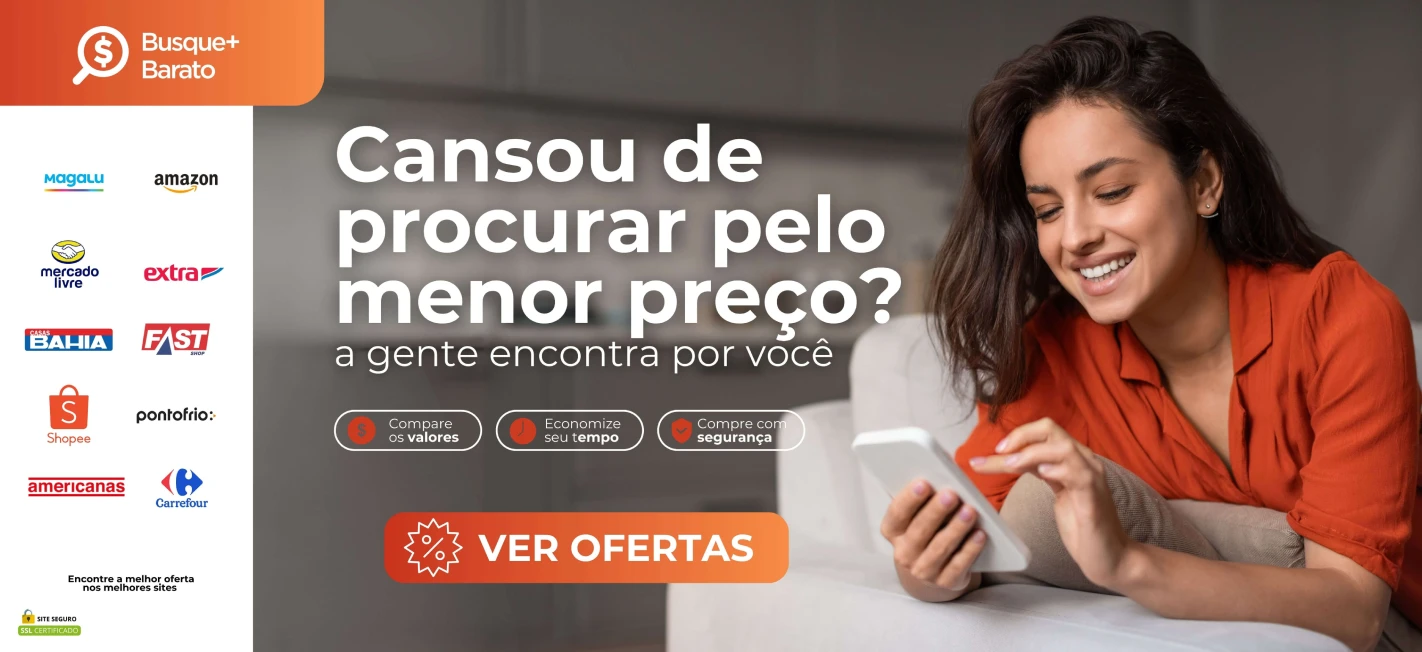 Busque+
Barato
Magalu
amazon
mercado
livre
extra
CASAS
BAHIA
FAST
SHOP
S
Shopee
pontofrio:
americanas
Carrefour
Encontre a melhor oferta
nos melhores sites
SITE SEGURO
SSL CERTIFICADO
Cansou de
procurar pelo
menor preço?
a gente encontra por você
$ Compare
os valores
Economize
seu tempo
Compre com
segurança
% VER OFERTAS